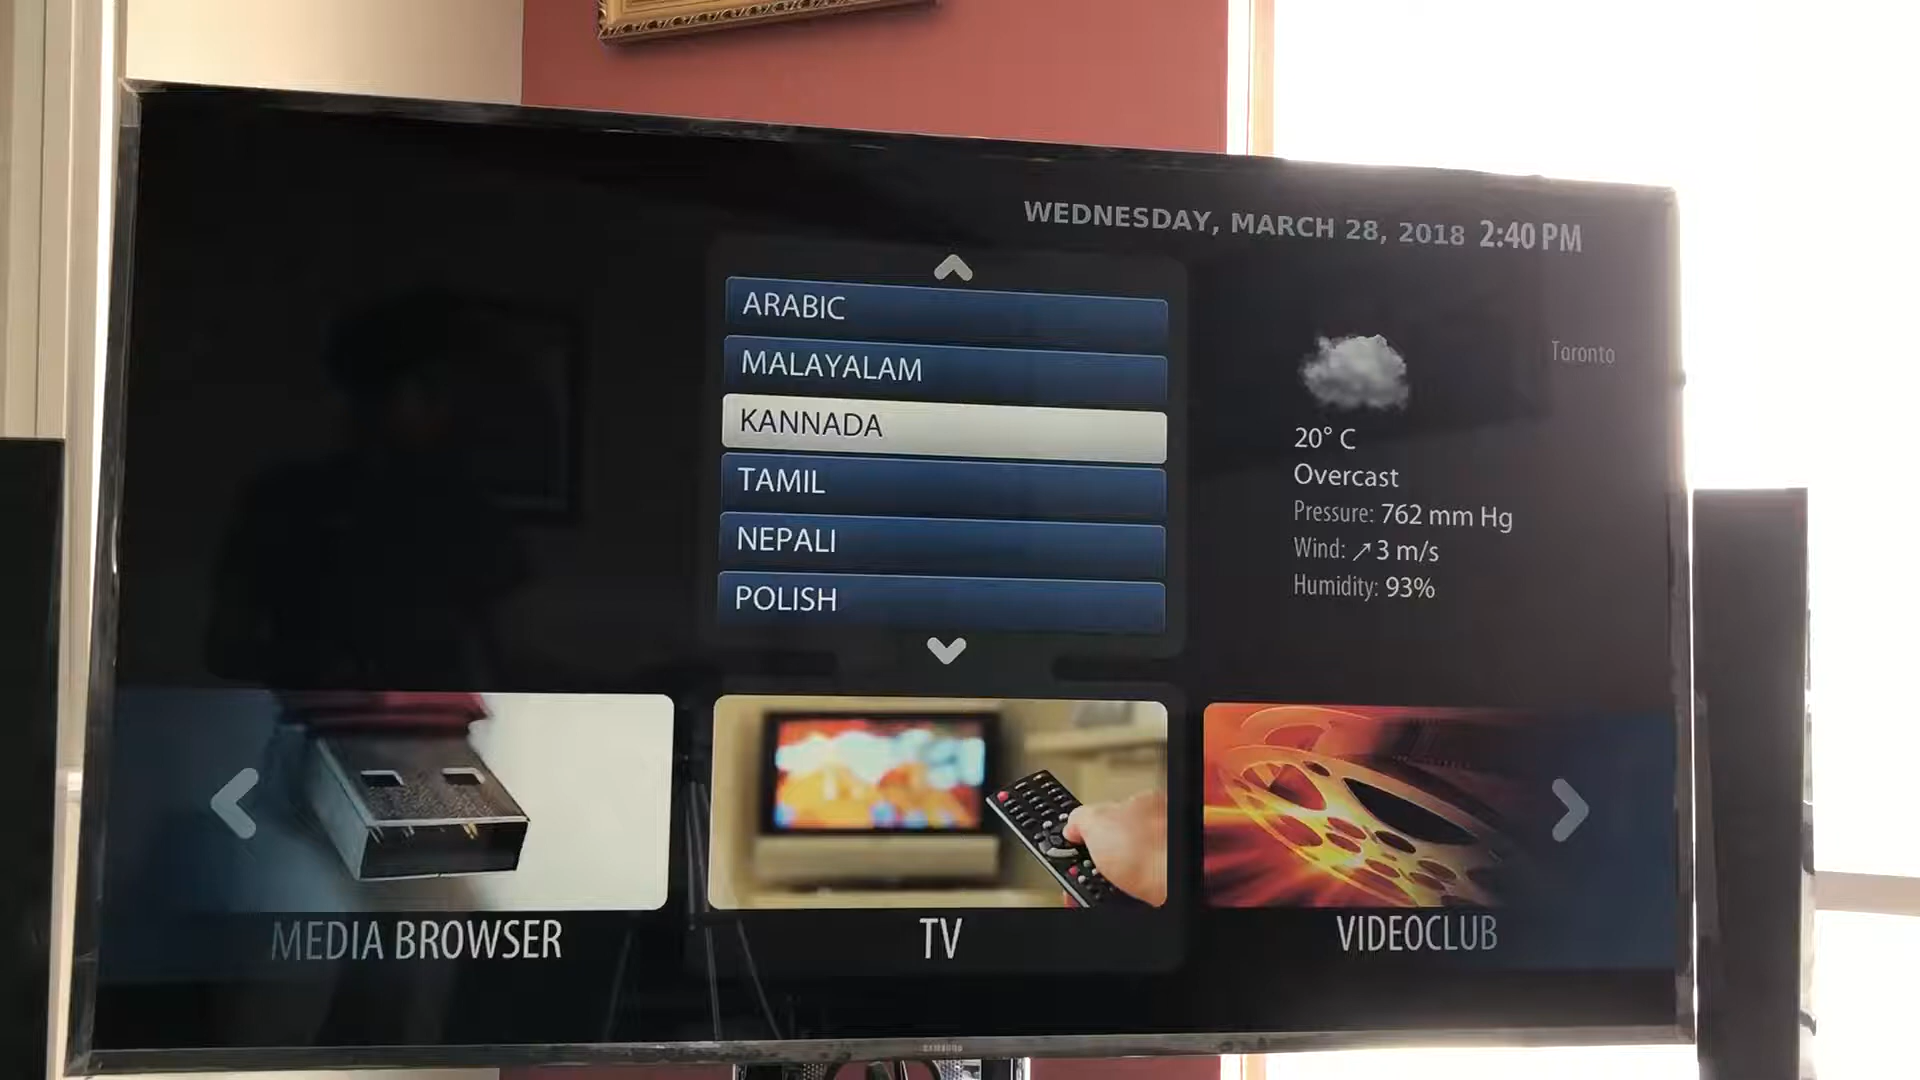 WEDNESDAY, MARCH 28, 2018 2:40 PM
ARABIC
MALAYALAM
KANNADA
TAMIL
NEPALI
POLISH
Toronto
20° C
Overcast
Pressure: 762 mm Hg
Wind: ↗ 3 m/s
Humidity: 93%
MEDIA BROWSER
TV
VIDEOCLUB
SAMSUNG